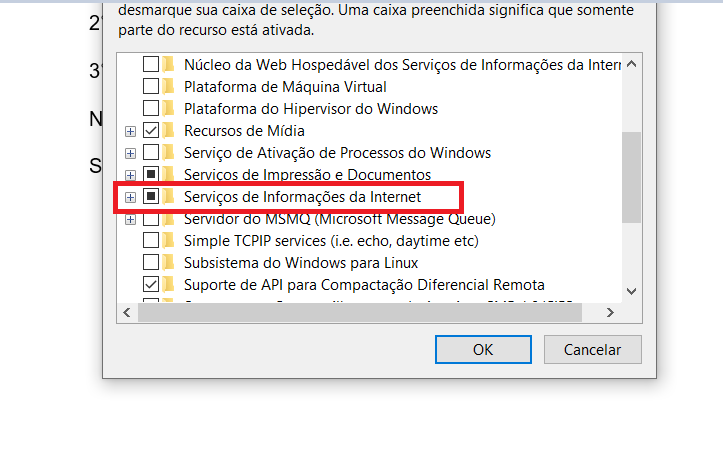 desmarque sua caixa de seleção. Uma caixa preenchida significa que somente
parte do recurso está ativada.
2º
3º
N
S
Núcleo da Web Hospedável dos Serviços de Informações da Inter
Plataforma de Máquina Virtual
Plataforma do Hipervisor do Windows
Recursos de Mídia
Serviço de Ativação de Processos do Windows
Serviços de Impressão e Documentos
Serviços de Informações da Internet
Servidor do MSMQ (Microsoft Message Queue)
Simple TCPIP services (i.e. echo, daytime etc)
Subsistema do Windows para Linux
Suporte de API para Compactação Diferencial Remota
OK
Cancelar